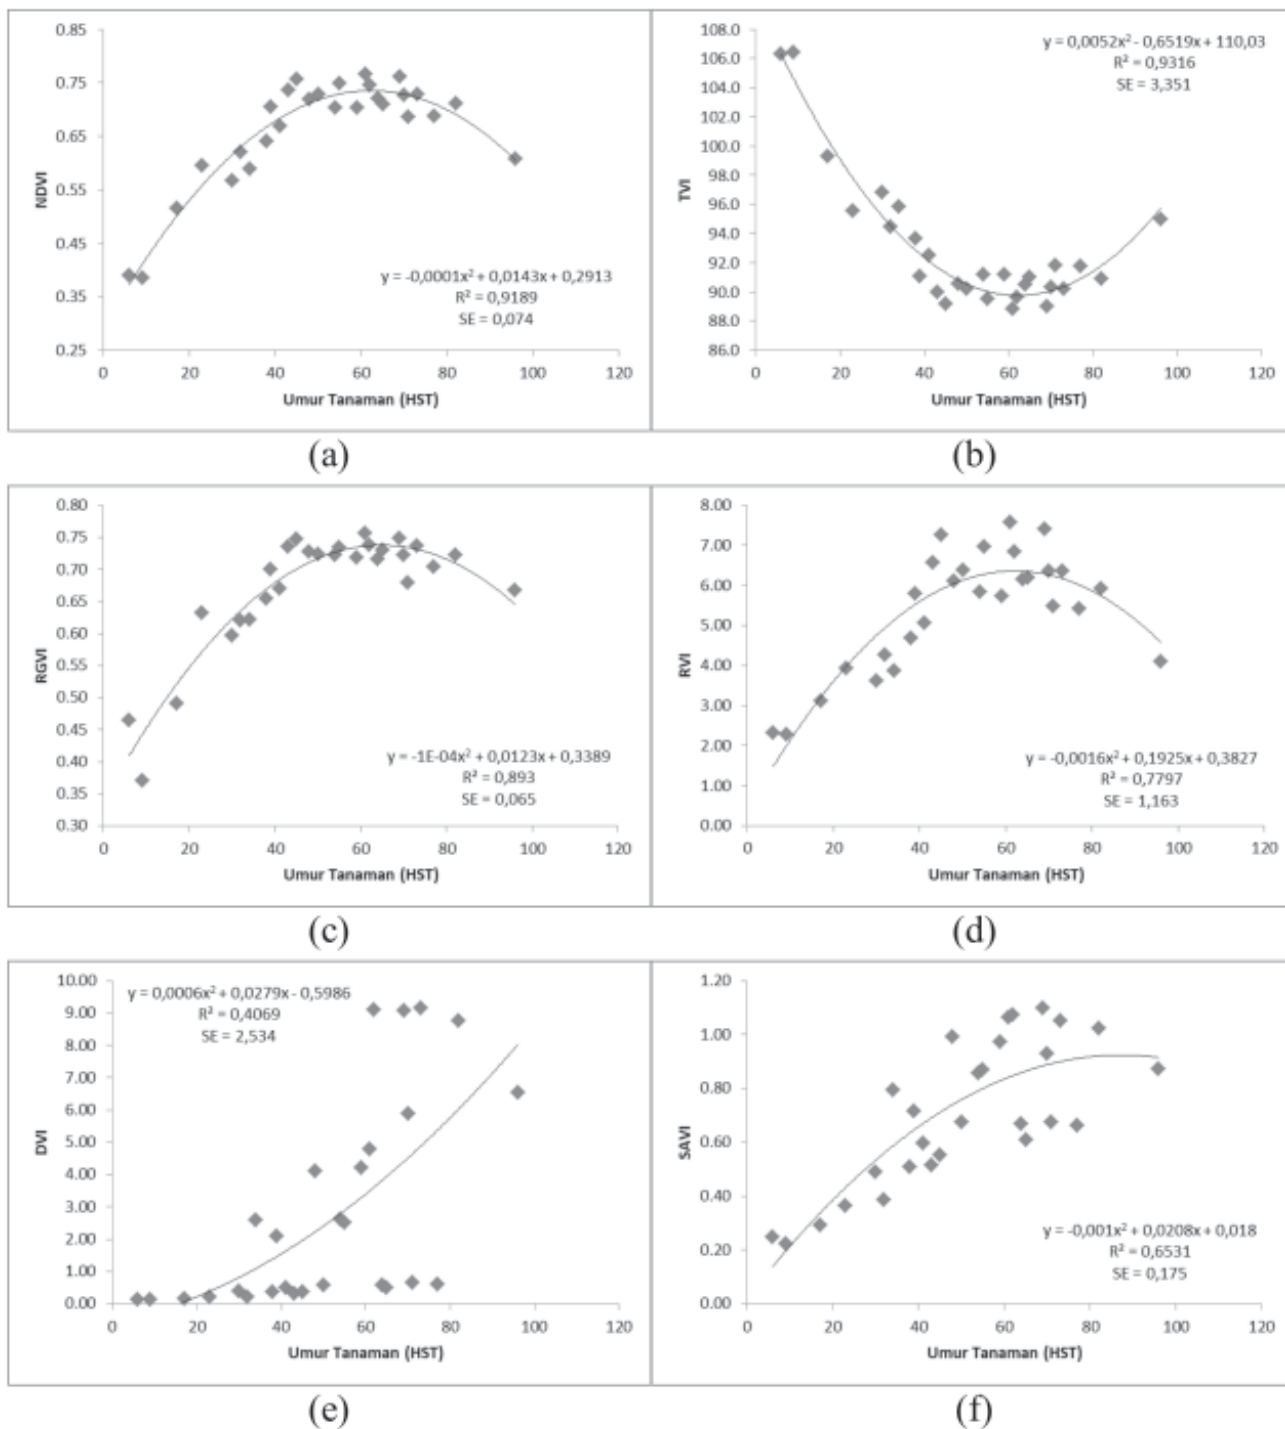 0.85
0.75
0.65
0.55
0.45
0.35
0.25
NDVI
y = -0,0001x² + 0,0143x + 0,2913
R² = 0,9189
SE = 0,074
0 20 40 60 80 100 120
Umur Tanaman (HST)
(a)
108.0
106.0
104.0
102.0
100.0
98.0
96.0
94.0
92.0
90.0
88.0
86.0
TVI
y = 0,0052x² - 0,6519x + 110,03
R² = 0,9316
SE = 3,351
0 20 40 60 80 100 120
Umur Tanaman (HST)
(b)
0.80
0.75
0.70
0.65
0.60
0.55
0.50
0.45
0.40
0.35
0.30
RGVI
y = -1E-04x² + 0,0123x + 0,3389
R² = 0,893
SE = 0,065
0 20 40 60 80 100 120
Umur Tanaman (HST)
(c)
8.00
7.00
6.00
5.00
4.00
3.00
2.00
1.00
0.00
RVI
y = -0,0016x² + 0,1925x + 0,3827
R² = 0,7797
SE = 1,163
0 20 40 60 80 100 120
Umur Tanaman (HST)
(d)
10.00
9.00
8.00
7.00
6.00
5.00
4.00
3.00
2.00
1.00
0.00
DVI
y = 0,0006x² + 0,0279x - 0,5986
R² = 0,4069
SE = 2,534
0 20 40 60 80 100 120
Umur Tanaman (HST)
(e)
1.20
1.00
0.80
0.60
0.40
0.20
0.00
SAVI
y = -0,001x² + 0,0208x + 0,018
R² = 0,6531
SE = 0,175
0 20 40 60 80 100 120
Umur Tanaman (HST)
(f)